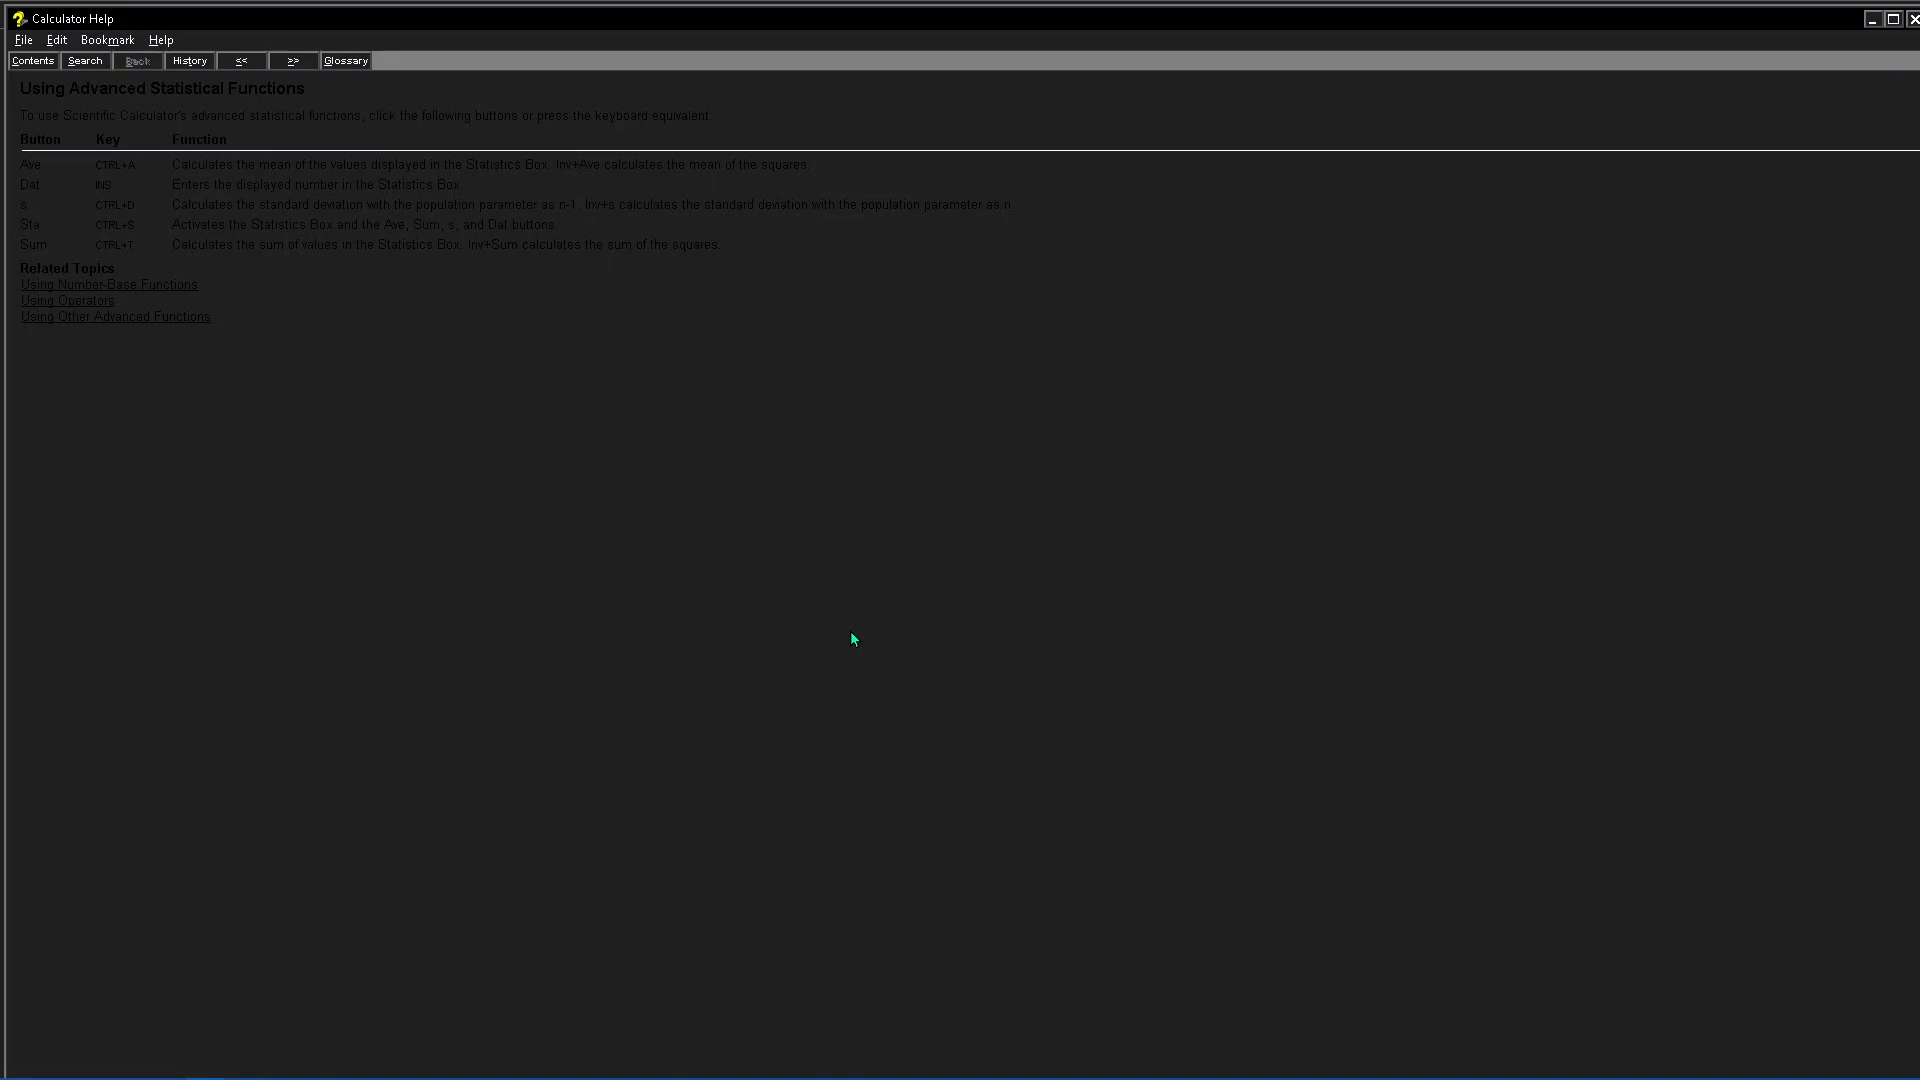 Calculator Help
File Edit Bookmark Help
Contents Search Back History << >> Glossary
Using Advanced Statistical Functions
To use Scientific Calculator's advanced statistical functions, click the following buttons or press the keyboard equivalent.
Button Key Function
Ave CTRL+A Calculates the mean of the values displayed in the Statistics Box. Inv+Ave calculates the mean of the squares.
Dat INS Enters the displayed number in the Statistics Box.
s CTRL+D Calculates the standard deviation with the population parameter as n-1. Inv+s calculates the standard deviation with the population parameter as n.
Sta CTRL+S Activates the Statistics Box and the Ave, Sum, s, and Dat buttons.
Sum CTRL+T Calculates the sum of values in the Statistics Box. Inv+Sum calculates the sum of the squares.
Related Topics
Using Number-Base Functions
Using Operators
Using Other Advanced Functions